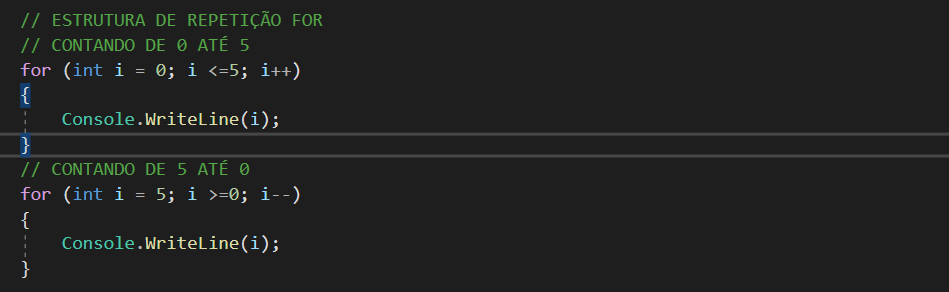 // ESTRUTURA DE REPETIÇÃO FOR
// CONTANDO DE 0 ATÉ 5
for (int i = 0; i <=5; i++)
{
    Console.WriteLine(i);
}
// CONTANDO DE 5 ATÉ 0
for (int i = 5; i >=0; i--)
{
    Console.WriteLine(i);
}